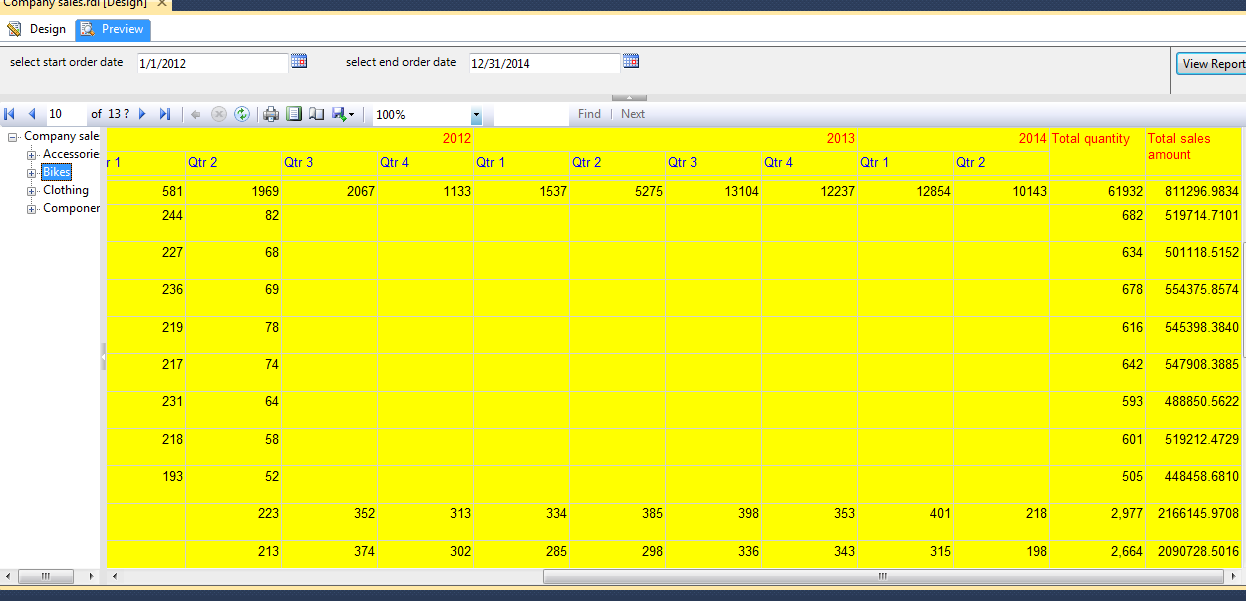 Company sales.rdl [Design] ×
Design Preview
select start order date 1/1/2012 select end order date 12/31/2014 View Report
10 of 13 ? 100% Find | Next
Company sale
Accessorie
Bikes
Clothing
Componen
2012 2013 2014 Total quantity Total sales amount
r 1 Qtr 2 Qtr 3 Qtr 4 Qtr 1 Qtr 2 Qtr 3 Qtr 4 Qtr 1 Qtr 2
581 1969 2067 1133 1537 5275 13104 12237 12854 10143 61932 811296.9834
244 82 682 519714.7101
227 68 634 501118.5152
236 69 678 554375.8574
219 78 616 545398.3840
217 74 642 547908.3885
231 64 593 488850.5622
218 58 601 519212.4729
193 52 505 448458.6810
223 352 313 334 385 398 353 401 218 2,977 2166145.9708
213 374 302 285 298 336 343 315 198 2,664 2090728.5016